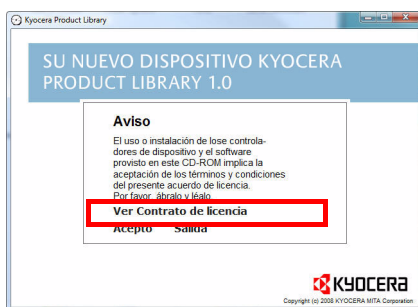 Kyocera Product Library
SU NUEVO DISPOSITIVO KYOCERA
PRODUCT LIBRARY 1.0
Aviso
El uso o instalación de lose controla-
dores de dispositivo y el software
provisto en este CD-ROM implica la
aceptación de los términos y condiciones
del presente acuerdo de licencia.
Por favor, ábralo y léalo
Ver Contrato de licencia
Acepto Salida
KYOCERA
Copyright (c) 2008 KYOCERA MITA Corporation